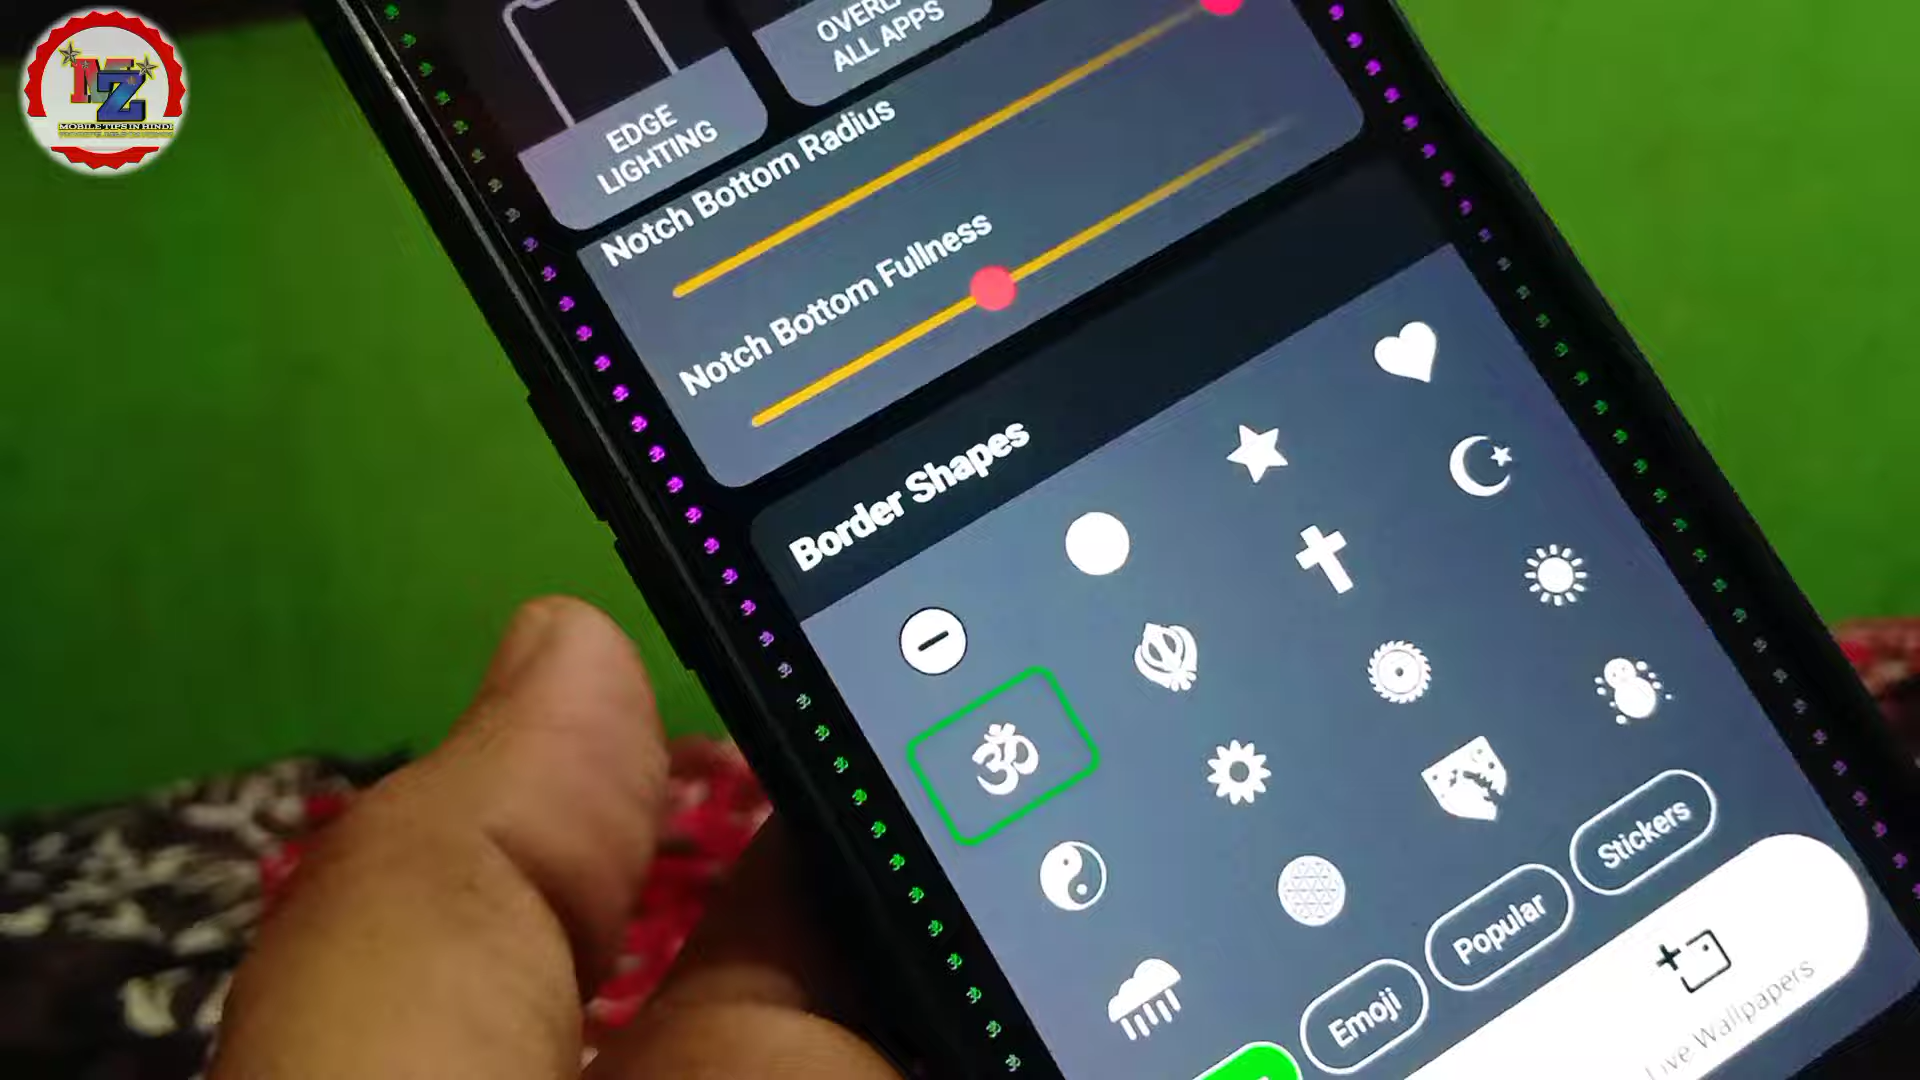 MZ
MOBILE TIPS IN HINDI
EDGE
LIGHTING
ALL APPS
Notch Bottom Radius
Notch Bottom Fullness
Border Shapes
ॐ
Stickers
Popular
Emoji
Live Wallpapers